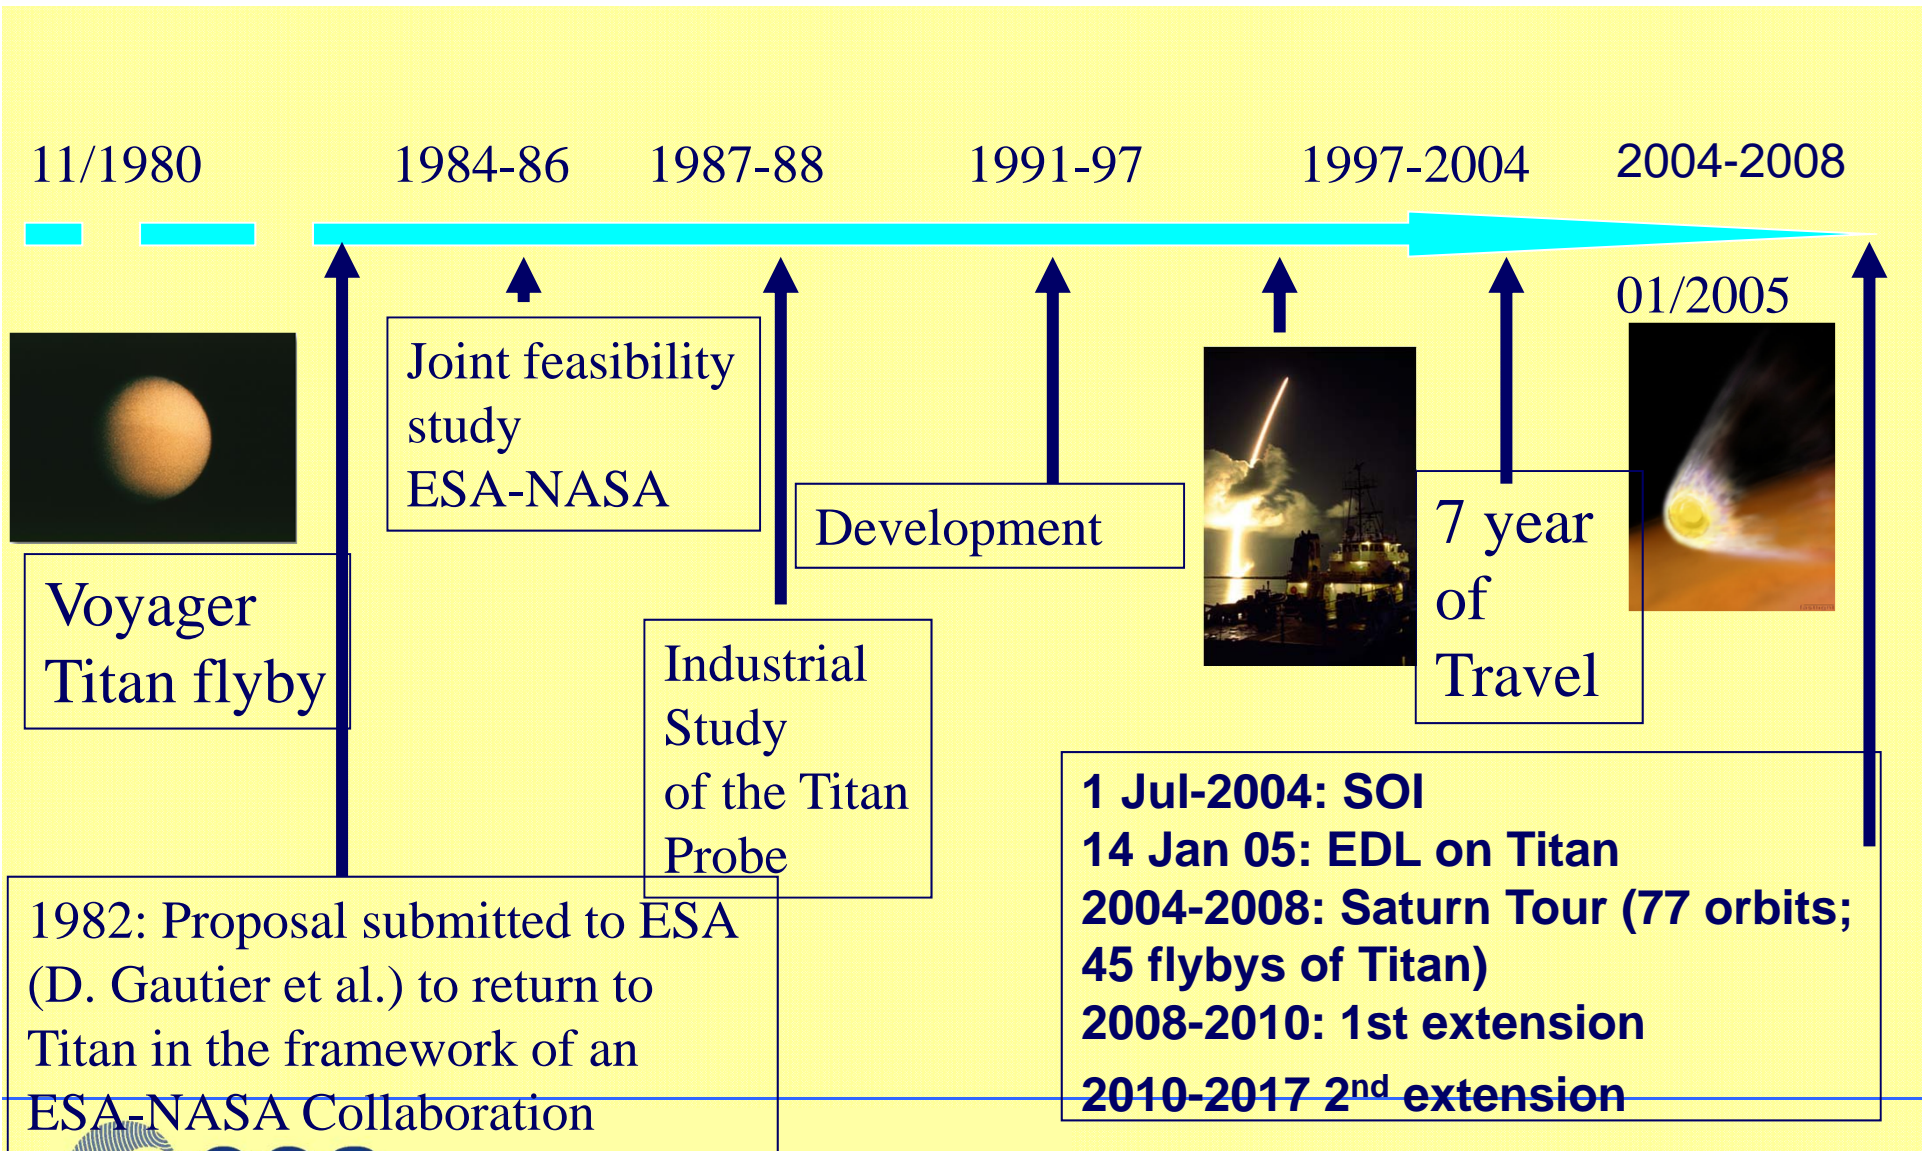 11/1980
1984-86
1987-88
1991-97
1997-2004
2004-2008
01/2005
Joint feasibility
study
ESA-NASA
Development
7 year
of
Travel
Voyager
Titan flyby
Industrial
Study
of the Titan
Probe
1982: Proposal submitted to ESA
(D. Gautier et al.) to return to
Titan in the framework of an
ESA-NASA Collaboration
1 Jul-2004: SOI
14 Jan 05: EDL on Titan
2004-2008: Saturn Tour (77 orbits;
45 flybys of Titan)
2008-2010: 1st extension
2010-2017 2nd extension